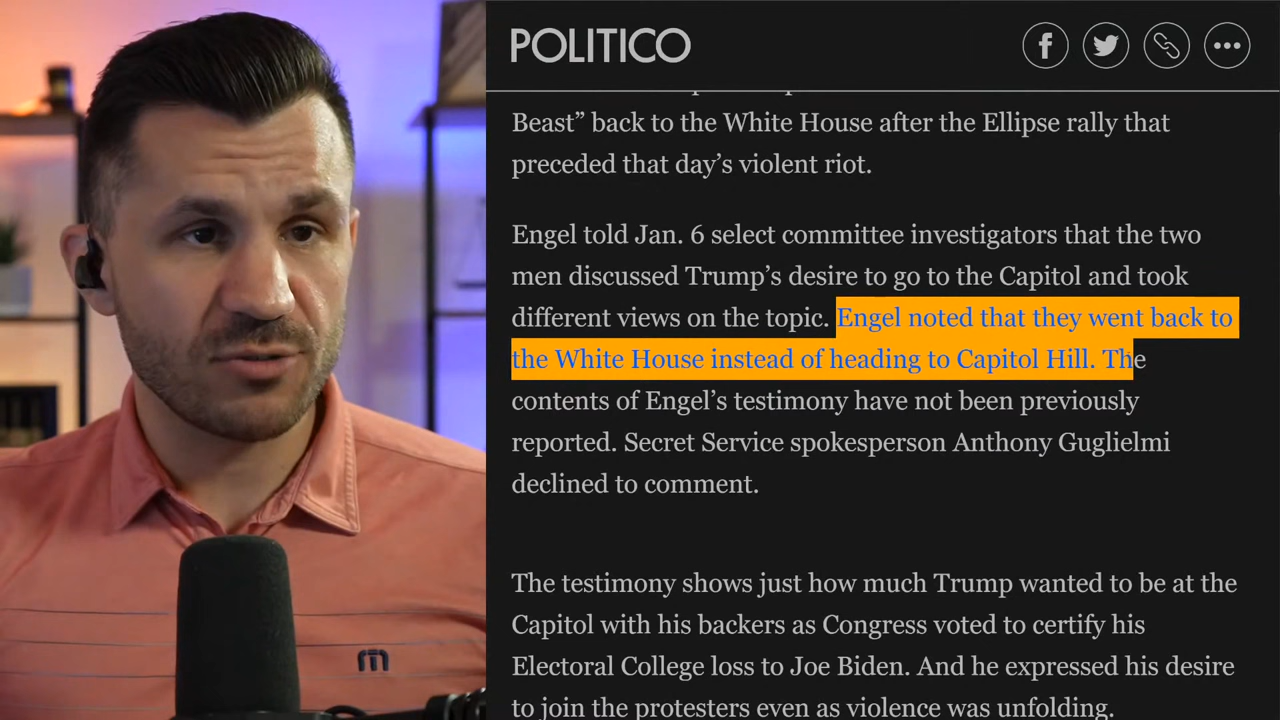 POLITICO
Beast” back to the White House after the Ellipse rally that
preceded that day’s violent riot.
Engel told Jan. 6 select committee investigators that the two
men discussed Trump’s desire to go to the Capitol and took
different views on the topic. Engel noted that they went back to
the White House instead of heading to Capitol Hill. The
contents of Engel’s testimony have not been previously
reported. Secret Service spokesperson Anthony Guglielmi
declined to comment.
The testimony shows just how much Trump wanted to be at the
Capitol with his backers as Congress voted to certify his
Electoral College loss to Joe Biden. And he expressed his desire
to join the protesters even as violence was unfolding.